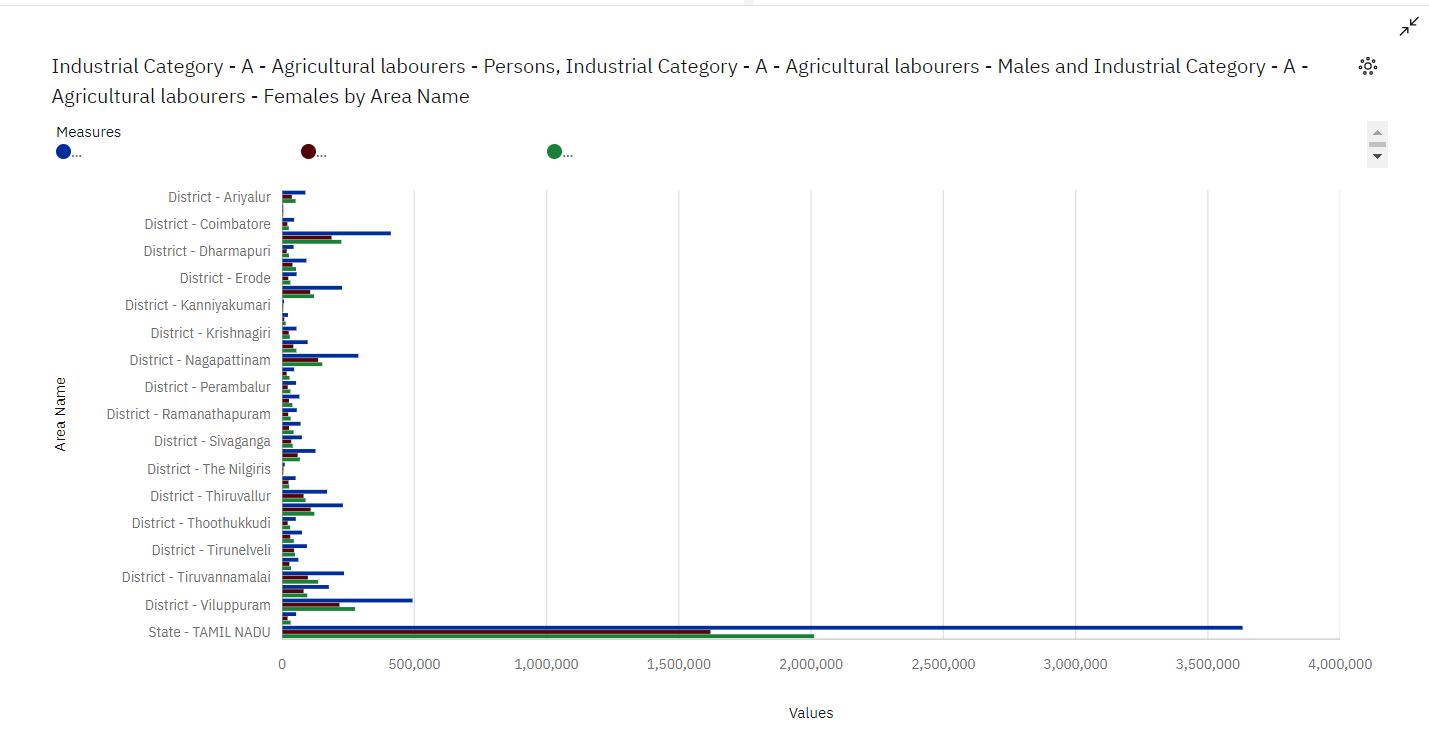 Industrial Category - A - Agricultural labourers - Persons, Industrial Category - A - Agricultural labourers - Males and Industrial Category - A -
Agricultural labourers - Females by Area Name
Measures
... ... ...
District - Ariyalur
District - Coimbatore
District - Dharmapuri
District - Erode
District - Kanniyakumari
District - Krishnagiri
District - Nagapattinam
District - Perambalur
District - Ramanathapuram
District - Sivaganga
District - The Nilgiris
District - Thiruvallur
District - Thoothukkudi
District - Tirunelveli
District - Tiruvannamalai
District - Viluppuram
State - TAMIL NADU
Area Name
0 500,000 1,000,000 1,500,000 2,000,000 2,500,000 3,000,000 3,500,000 4,000,000
Values